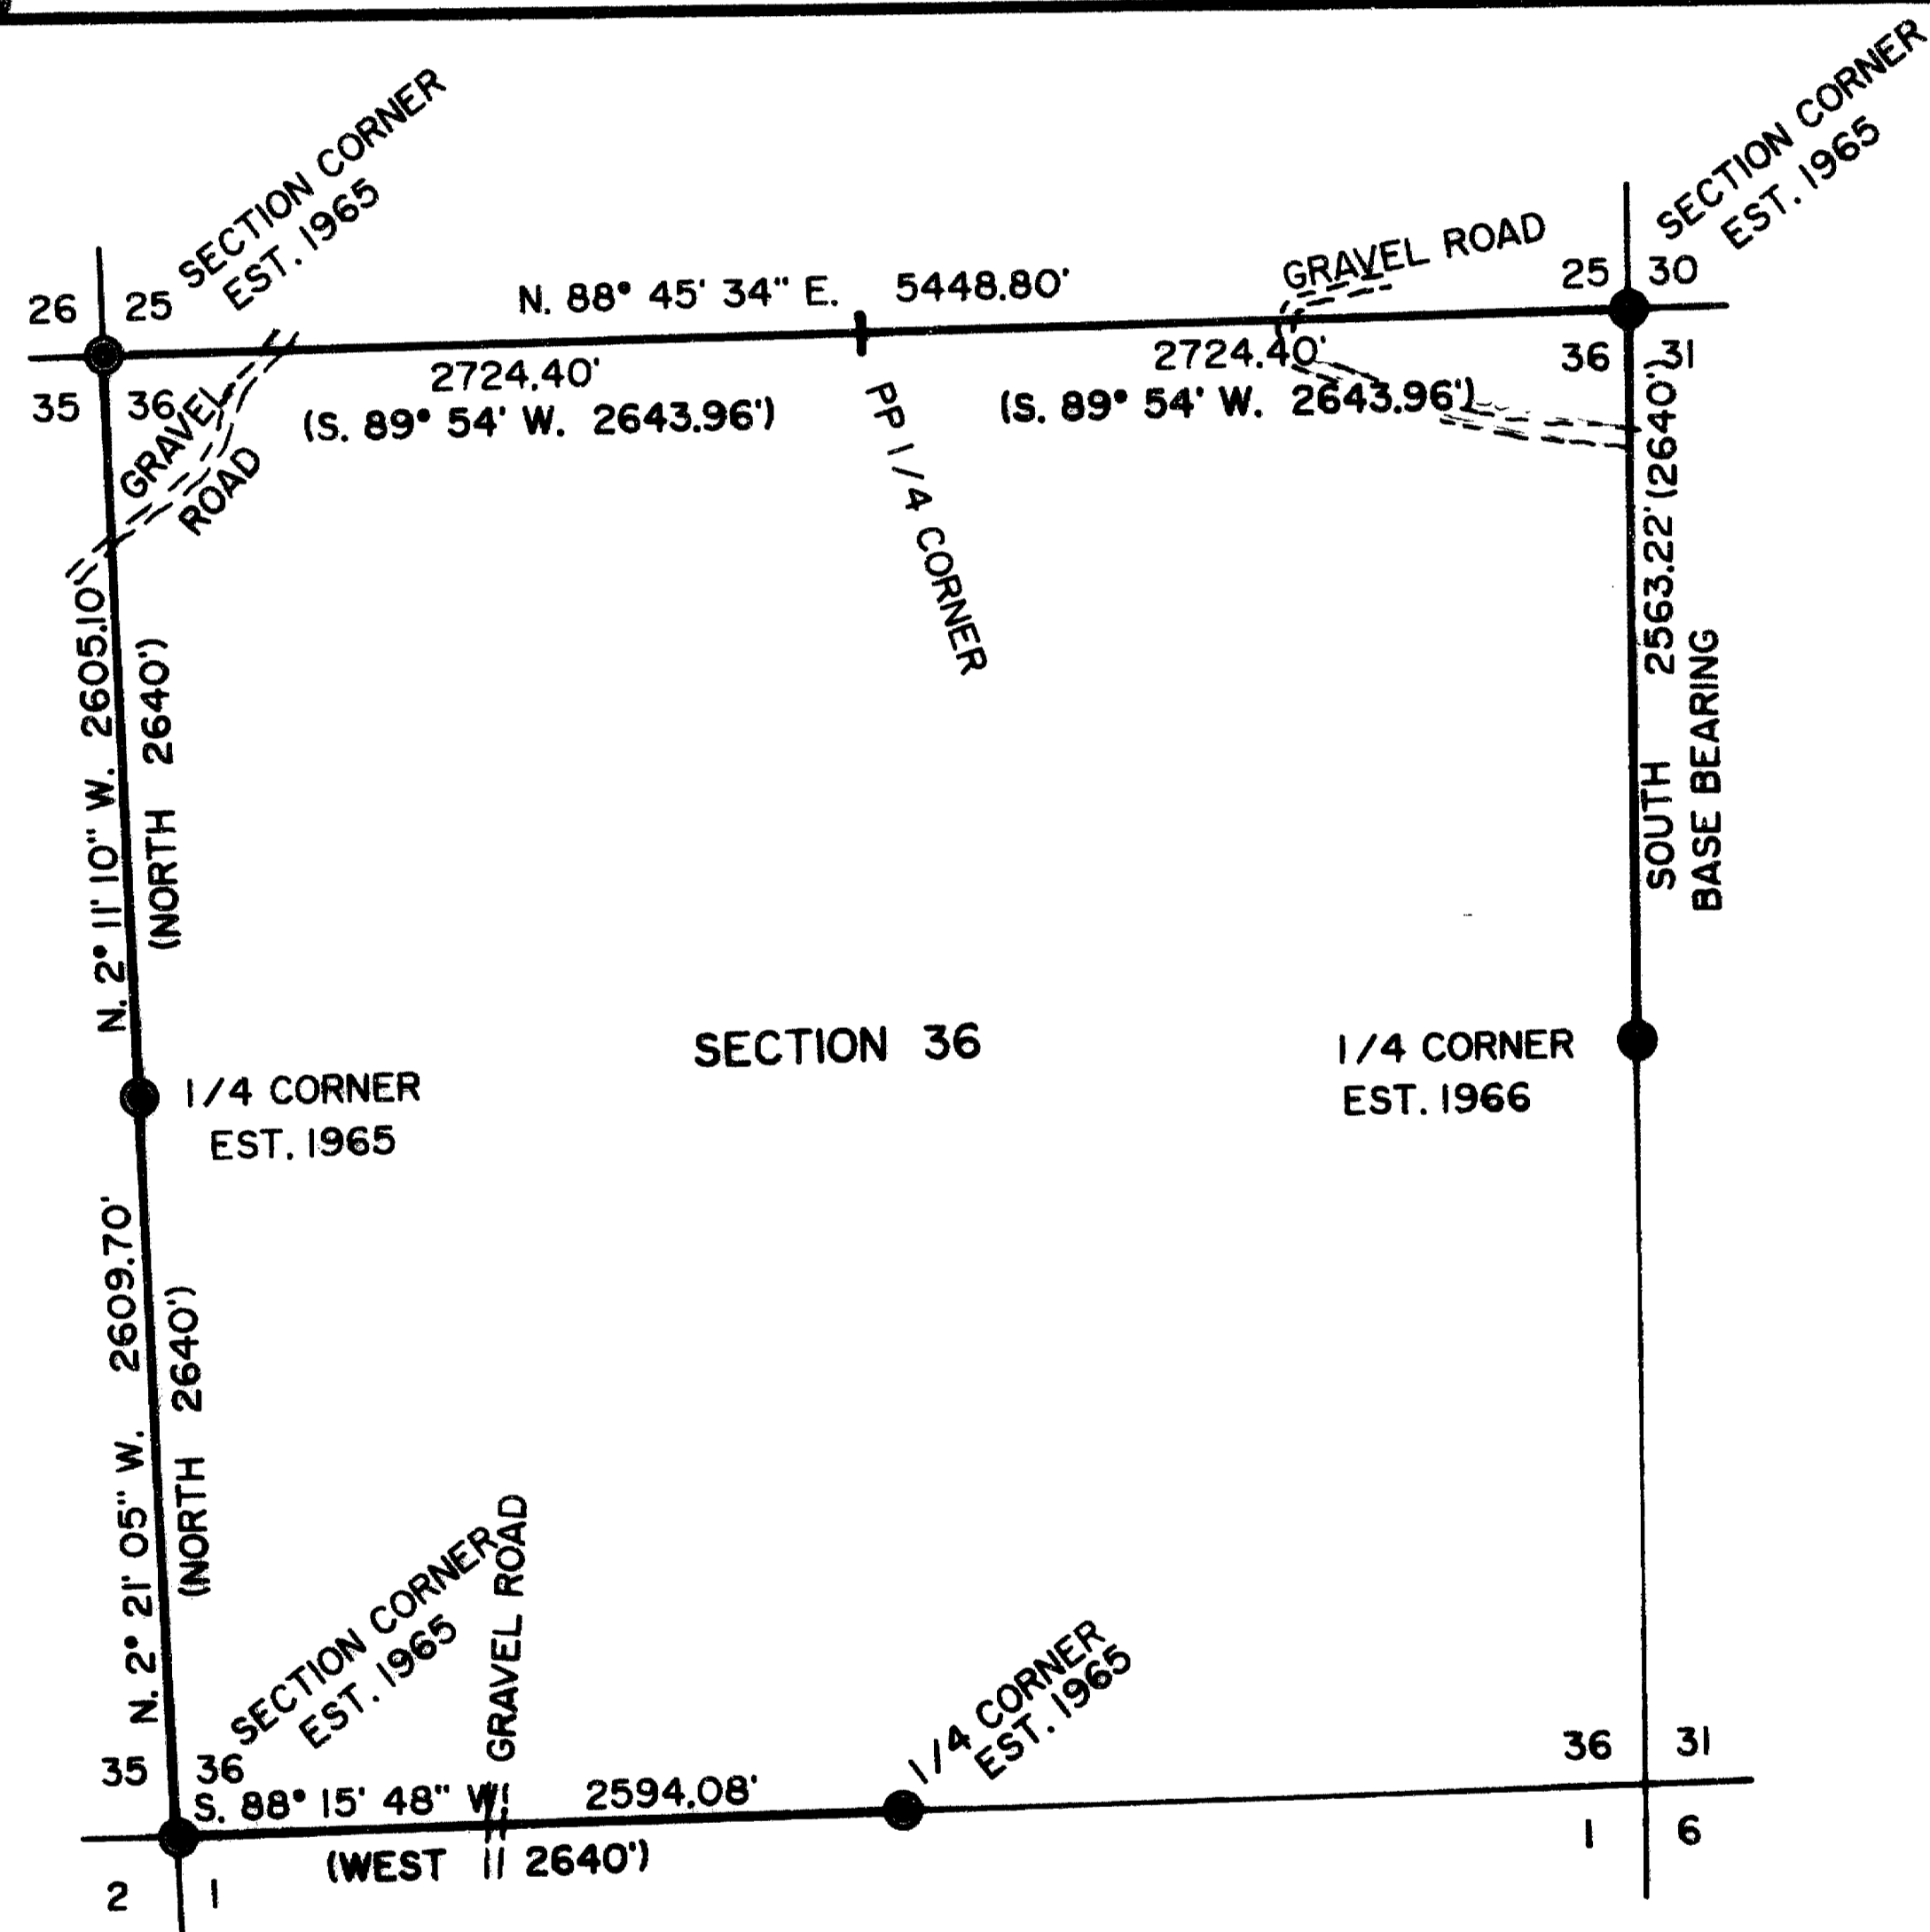 SECTION CORNER
EST. 1965
SECTION CORNER
EST. 1965
26 25
N. 88° 45' 34" E. 5448.80'
GRAVEL ROAD
25 30
35 36
2724.40'
(S. 89° 54' W. 2643.96')
2724.40'
(S. 89° 54' W. 2643.96')
36 31
GRAVEL
ROAD
PP 1/4 CORNER
N. 2° 11' 10" W. 2605.10'
(NORTH 2640')
SOUTH 2563.22' (2640')
BASE BEARING
SECTION 36
1/4 CORNER
EST. 1966
1/4 CORNER
EST. 1965
N. 2° 21' 05" W. 2609.70'
(NORTH 2640')
SECTION CORNER
EST. 1965
GRAVEL ROAD
1/4 CORNER
EST. 1965
35 36
36 31
S. 88° 15' 48" W. 2594.08'
(WEST 2640')
2 1
1 6